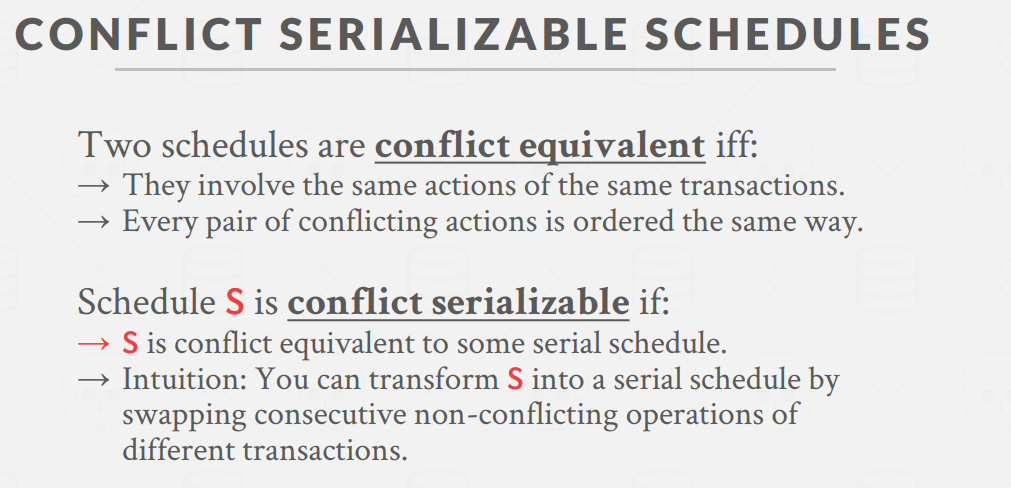 CONFLICT SERIALIZABLE SCHEDULES
Two schedules are conflict equivalent iff:
→ They involve the same actions of the same transactions.
→ Every pair of conflicting actions is ordered the same way.
Schedule S is conflict serializable if:
→ S is conflict equivalent to some serial schedule.
→ Intuition: You can transform S into a serial schedule by
swapping consecutive non-conflicting operations of
different transactions.